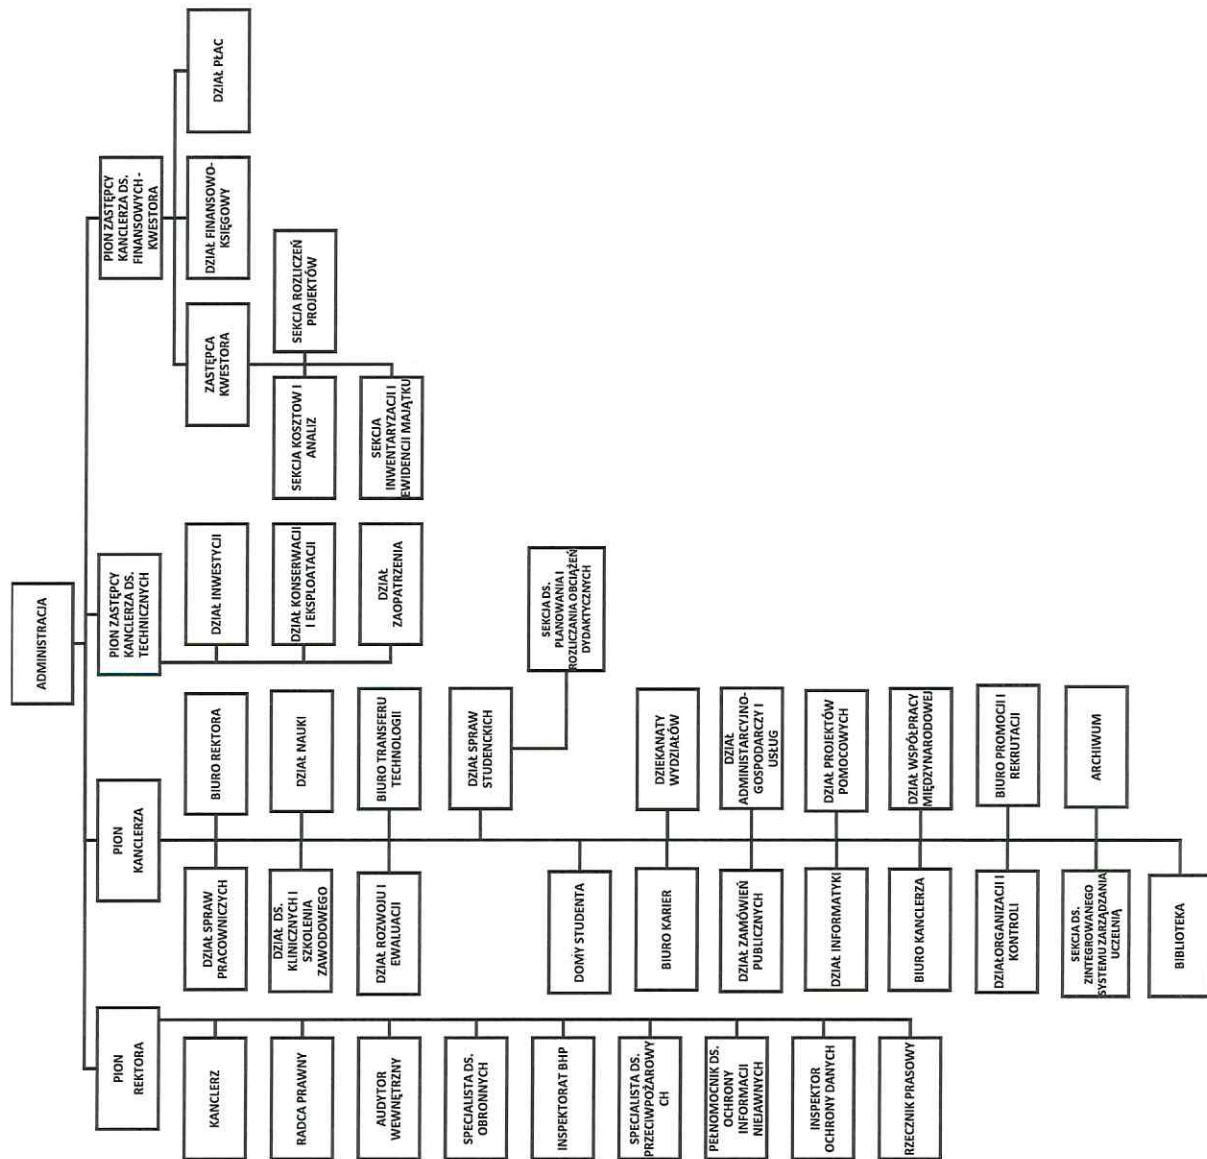 ADMINISTRACJA
PION
REKTORA
KANCLERZ
RADCA PRAWNY
AUDYTOR
WEWNĘTRZNY
SPECJALISTA DS.
OBRONNYCH
INSPEKTORAT BHP
SPECJALISTA DS.
PRZECIWPOŻAROWY
CH
PEŁNOMOCNIK DS.
OCHRONY
INFORMACJI
NIEJAWNYCH
INSPEKTOR
OCHRONY DANYCH
RZECZNIK PRASOWY
PION
KANCLERZA
DZIAŁ SPRAW
PRACOWNICZYCH
BIURO REKTORA
DZIAŁ DS.
KLINICZNYCH I
SZKOLENIA
ZAWODOWEGO
DZIAŁ NAUKI
DZIAŁ ROZWOJU I
EWALUACJI
BIURO TRANSFERU
TECHNOLOGII
DZIAŁ SPRAW
STUDENCKICH
SEKCJA DS.
PLANOWANIA I
ROZLICZANIA OBCIĄŻEŃ
DYDAKTYCZNYCH
DOMY STUDENTA
BIURO KARIER
DZIEKANATY
WYDZIAŁÓW
DZIAŁ ZAMÓWIEŃ
PUBLICZNYCH
DZIAŁ
ADMINISTARCYJNO-
GOSPODARCZY I
USŁUG
DZIAŁ INFORMATYKI
DZIAŁ PROJEKTÓW
POMOCOWYCH
BIURO KANCLERZA
DZIAŁ WSPÓŁPRACY
MIĘDZYNARODOWEJ
DZIAŁORGANIZACJI I
KONTROLI
BIURO PROMOCJI I
REKRUTACJI
SEKCJA DS.
ZINTEGROWANEGO
SYSTEMU ZARZĄDZANIA
UCZELNIĄ
ARCHIWUM
BIBLIOTEKA
PION ZASTĘPCY
KANCLERZA DS.
TECHNICZNYCH
DZIAŁ INWESTYCJI
DZIAŁ KONSERWACJI
I EKSPLOATACJI
DZIAŁ
ZAOPATRZENIA
PION ZASTĘPCY
KANCLERZA DS.
FINANSOWYCH -
KWESTORA
ZASTĘPCA
KWESTORA
SEKCJA KOSZTOW I
ANALIZ
SEKCJA ROZLICZEŃ
PROJEKTÓW
SEKCJA
INWENTARYZACJI I
EWIDENCJI MAJĄTKU
DZIAŁ FINANSOWO-
KSIĘGOWY
DZIAŁ PŁAC